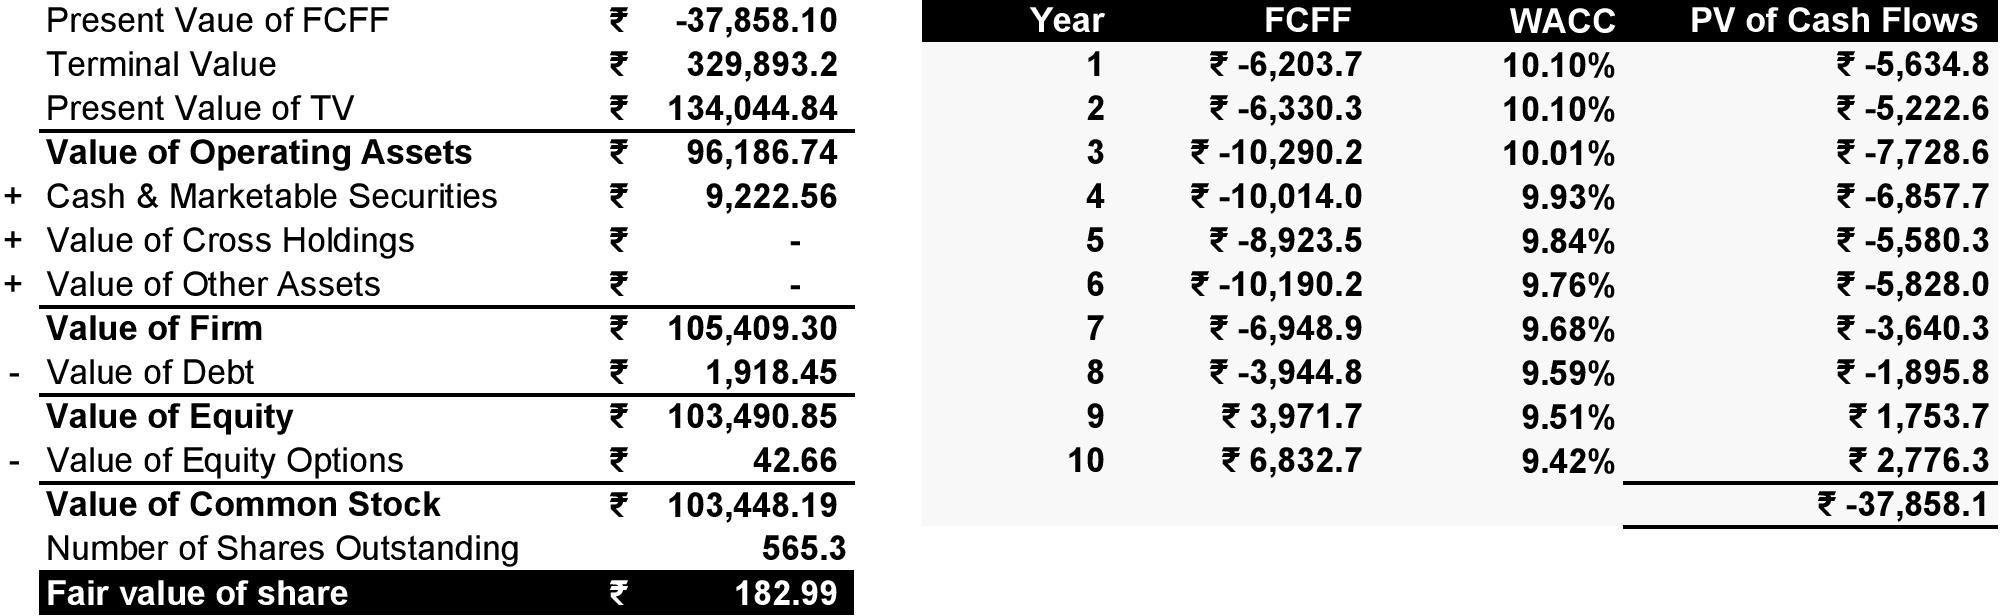 Present Vaue of FCFF ₹ -37,858.10
Terminal Value ₹ 329,893.2
Present Value of TV ₹ 134,044.84
Value of Operating Assets ₹ 96,186.74
+ Cash & Marketable Securities ₹ 9,222.56
+ Value of Cross Holdings ₹ -
+ Value of Other Assets ₹ -
Value of Firm ₹ 105,409.30
- Value of Debt ₹ 1,918.45
Value of Equity ₹ 103,490.85
- Value of Equity Options ₹ 42.66
Value of Common Stock ₹ 103,448.19
Number of Shares Outstanding 565.3
Fair value of share ₹ 182.99
Year FCFF WACC PV of Cash Flows
1 ₹ -6,203.7 10.10% ₹ -5,634.8
2 ₹ -6,330.3 10.10% ₹ -5,222.6
3 ₹ -10,290.2 10.01% ₹ -7,728.6
4 ₹ -10,014.0 9.93% ₹ -6,857.7
5 ₹ -8,923.5 9.84% ₹ -5,580.3
6 ₹ -10,190.2 9.76% ₹ -5,828.0
7 ₹ -6,948.9 9.68% ₹ -3,640.3
8 ₹ -3,944.8 9.59% ₹ -1,895.8
9 ₹ 3,971.7 9.51% ₹ 1,753.7
10 ₹ 6,832.7 9.42% ₹ 2,776.3
₹ -37,858.1